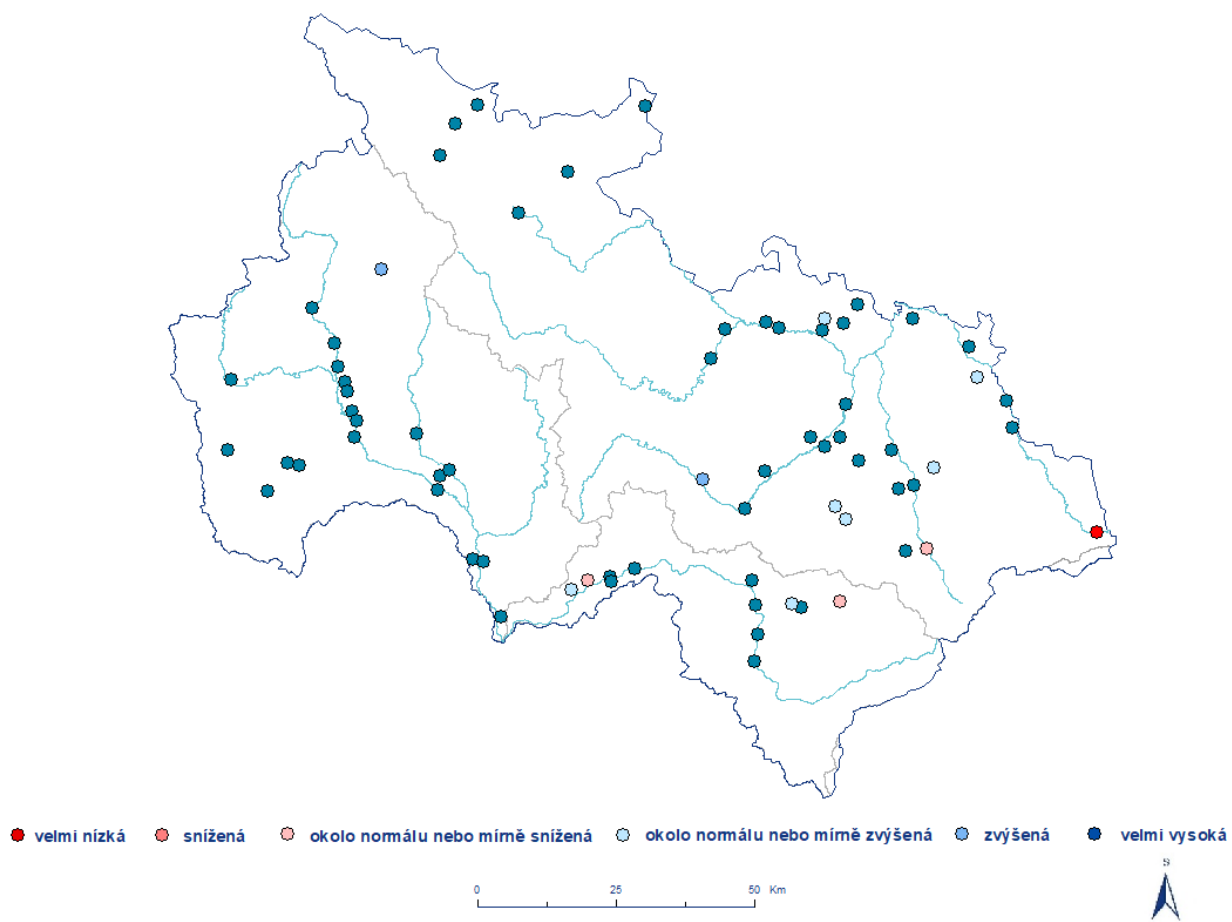 velmi nízká snížená okolo normálu nebo mírně snížená okolo normálu nebo mírně zvýšená zvýšená velmi vysoká
0 25 50 Km
S